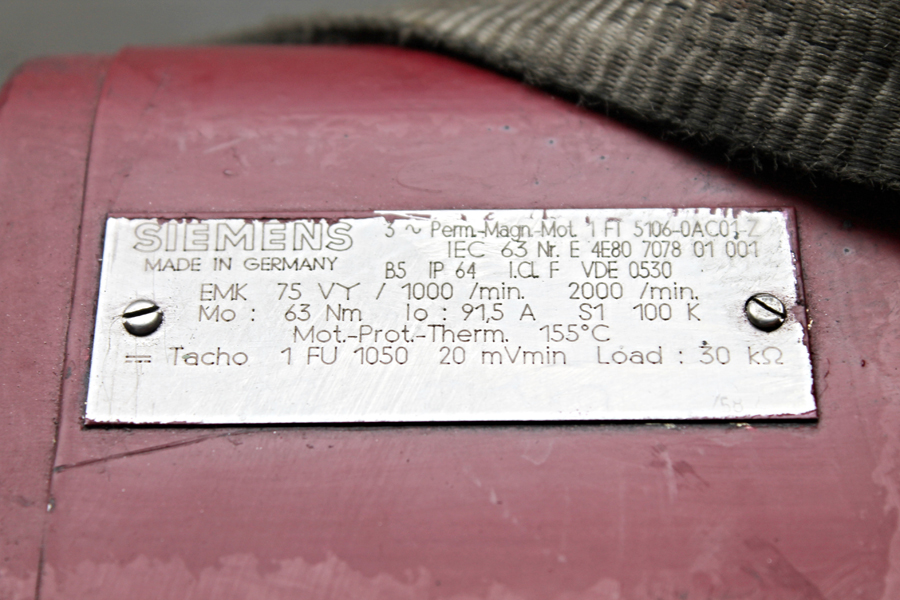 SIEMENS 3 ~ Perm.-Magn.-Mot. 1 FT 5106-0AC01-Z
IEC 63 Nr. E 4E80 7078 01 001
MADE IN GERMANY B5 IP 64 I.Cl. F VDE 0530
EMK 75 VY / 1000 /min. 2000 /min.
Mo : 63 Nm Io : 91,5 A S1 100 K
Mot.-Prot.-Therm. 155°C
⎓ Tacho 1 FU 1050 20 mVmin Load : 30 kΩ